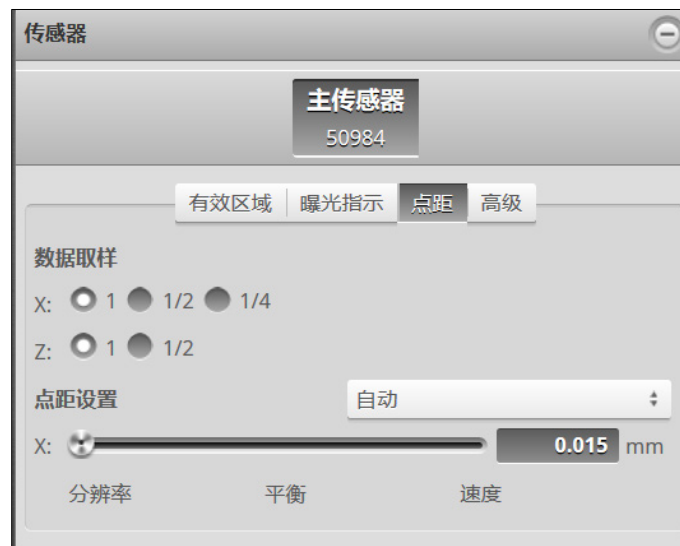 传感器
主传感器
50984
有效区域 曝光指示 点距 高级
数据取样
X: 1 1/2 1/4
Z: 1 1/2
点距设置 自动
X: 0.015 mm
分辨率 平衡 速度